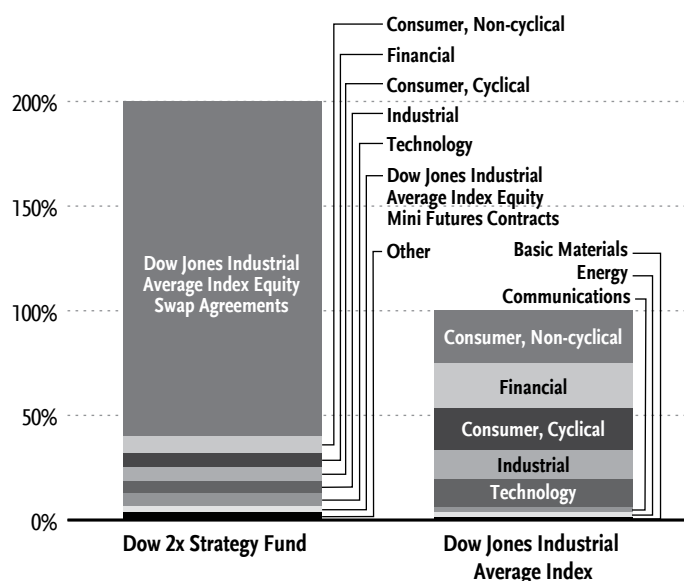 Consumer, Non-cyclical
Financial
Consumer, Cyclical
Industrial
Technology
Dow Jones Industrial
Average Index Equity
Mini Futures Contracts
Other
Basic Materials
Energy
Communications
200%
150%
100%
50%
0%
Dow Jones Industrial
Average Index Equity
Swap Agreements
Consumer, Non-cyclical
Financial
Consumer, Cyclical
Industrial
Technology
Dow 2x Strategy Fund
Dow Jones Industrial
Average Index